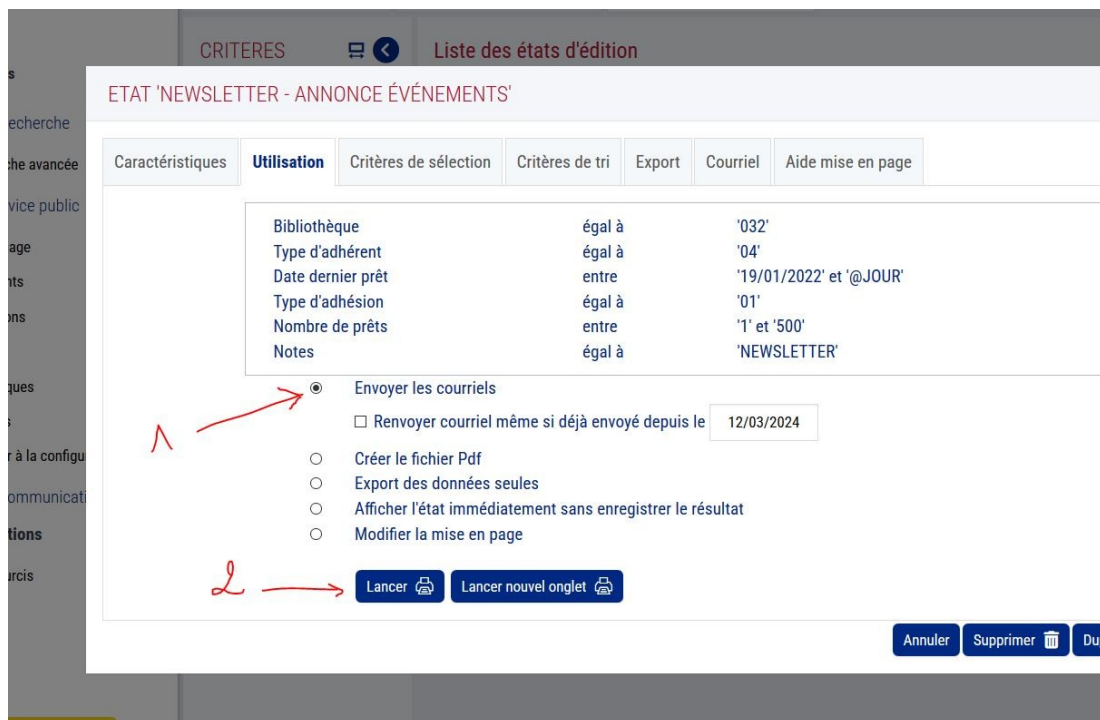 CRITERES
Liste des états d'édition
s
echerche
che avancée
vice public
age
nts
ons
ques
s
r à la configu
ommunicati
tions
urcis
ETAT 'NEWSLETTER - ANNONCE ÉVÉNEMENTS'
Caractéristiques Utilisation Critères de sélection Critères de tri Export Courriel Aide mise en page
Bibliothèque égal à '032'
Type d'adhérent égal à '04'
Date dernier prêt entre '19/01/2022' et '@JOUR'
Type d'adhésion égal à '01'
Nombre de prêts entre '1' et '500'
Notes égal à 'NEWSLETTER'
1 Envoyer les courriels
Renvoyer courriel même si déjà envoyé depuis le 12/03/2024
Créer le fichier Pdf
Export des données seules
Afficher l'état immédiatement sans enregistrer le résultat
Modifier la mise en page
2 Lancer Lancer nouvel onglet
Annuler Supprimer Du